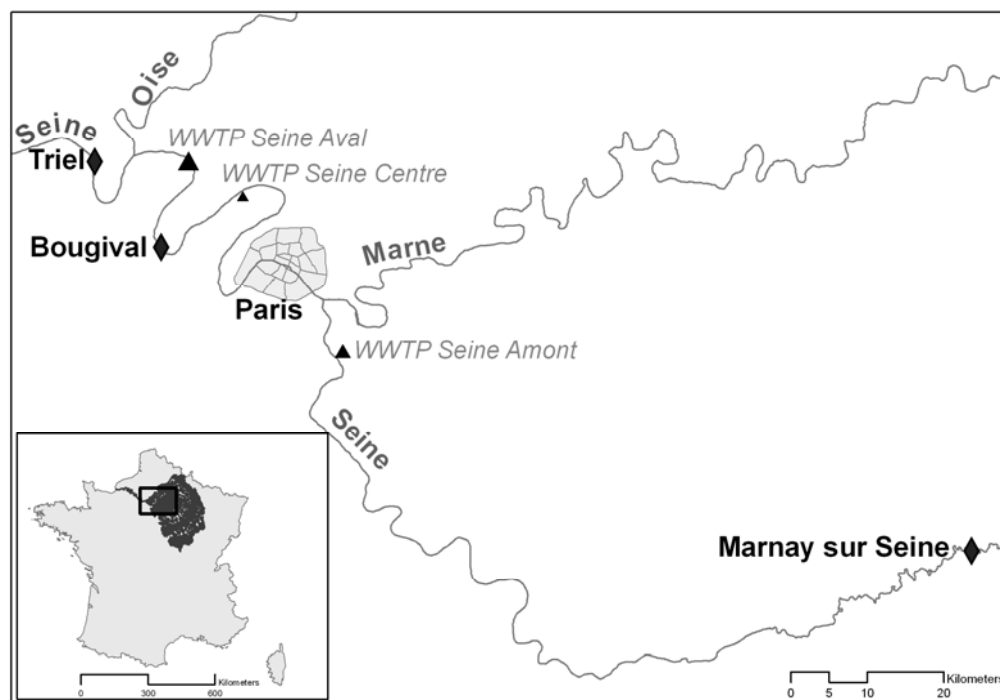 Oise
Seine
Triel
WWTP Seine Aval
WWTP Seine Centre
Bougival
Marne
Paris
WWTP Seine Amont
Seine
Marnay sur Seine
Kilometers
0 300 600
Kilometers
0 5 10 20